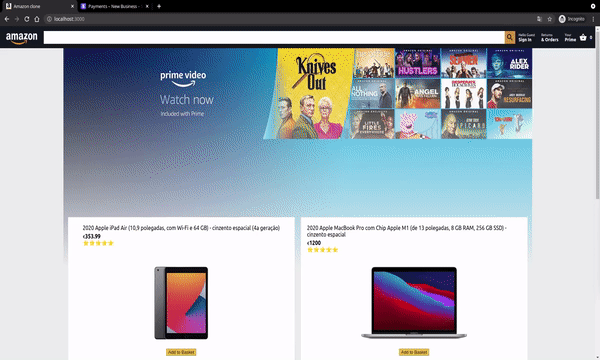 Amazon clone
Payments – New Business –
localhost:3000
Incognito
amazon
Hello Guest
Sign In
Returns
& Orders
Your
Prime
0
prime video
Watch now
Included with Prime
Knives
Out
HUSTLERS
ALEX
RIDER
ALL
NOTHING
ANGEL
RESURFACING
LITTLE
FIRES
EVERYWHERE
PICARD
2020 Apple iPad Air (10,9 polegadas, com Wi-Fi e 64 GB) - cinzento espacial (4a geração)
€353.99
2020 Apple MacBook Pro com Chip Apple M1 (de 13 polegadas, 8 GB RAM, 256 GB SSD) -
cinzento espacial
€1200
Add to Basket
Add to Basket